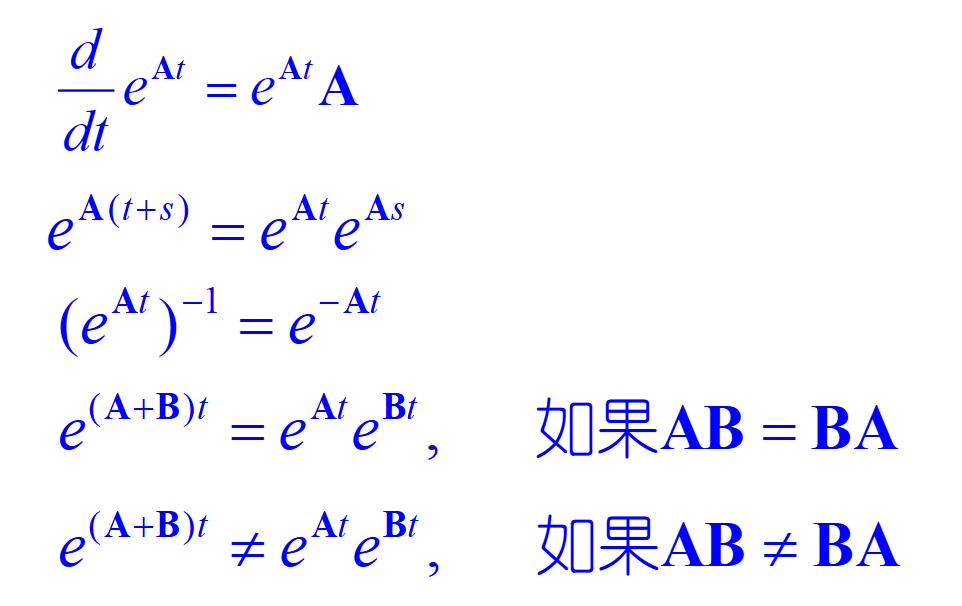 $\frac{d}{dt} e^{\mathbf{A}t} = e^{\mathbf{A}t} \mathbf{A}$
$e^{\mathbf{A}(t+s)} = e^{\mathbf{A}t} e^{\mathbf{A}s}$
$(e^{\mathbf{A}t})^{-1} = e^{-\mathbf{A}t}$
$e^{(\mathbf{A}+\mathbf{B})t} = e^{\mathbf{A}t} e^{\mathbf{B}t}$, 如果$\mathbf{AB} = \mathbf{BA}$
$e^{(\mathbf{A}+\mathbf{B})t} \neq e^{\mathbf{A}t} e^{\mathbf{B}t}$, 如果$\mathbf{AB} \neq \mathbf{BA}$